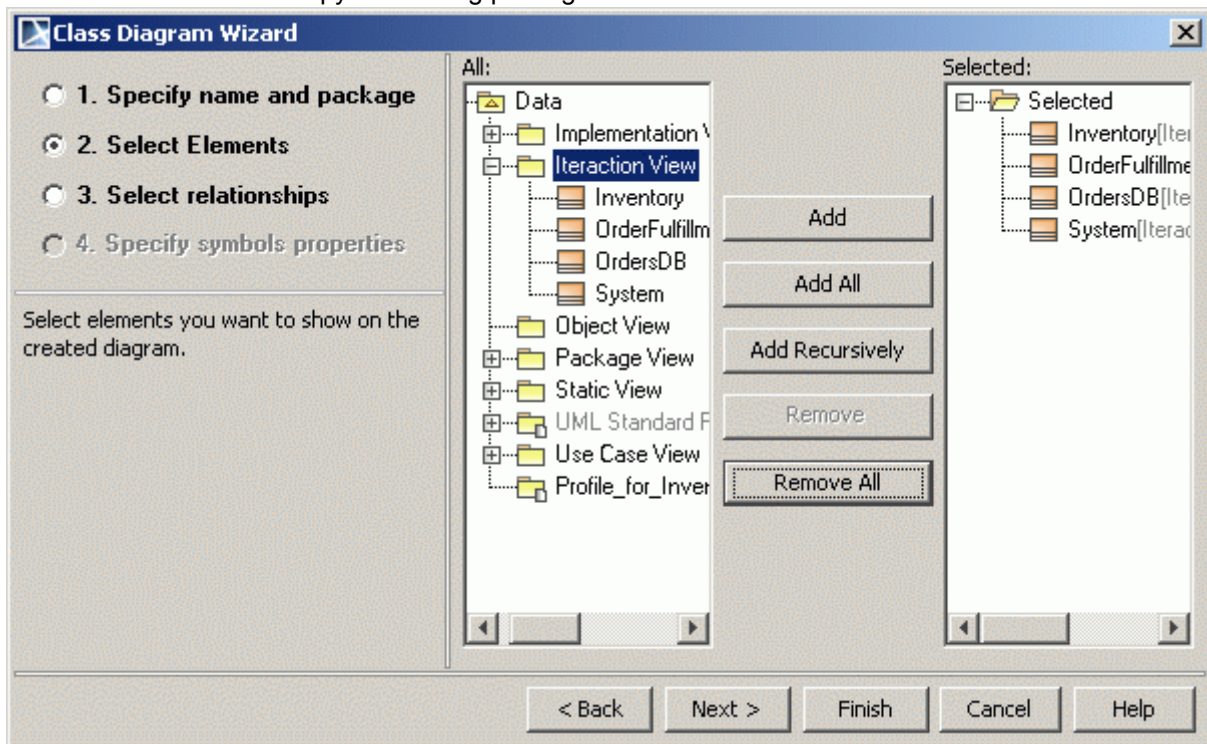 Class Diagram Wizard
1. Specify name and package
2. Select Elements
3. Select relationships
4. Specify symbols properties
Select elements you want to show on the
created diagram.
All:
Data
Implementation
Iteraction View
Inventory
OrderFulfillm
OrdersDB
System
Object View
Package View
Static View
UML Standard
Use Case View
Profile_for_Inver
Add
Add All
Add Recursively
Remove
Remove All
Selected:
Selected
Inventory[Iter
OrderFulfillme
OrdersDB[Ite
System[Iterac
< Back
Next >
Finish
Cancel
Help